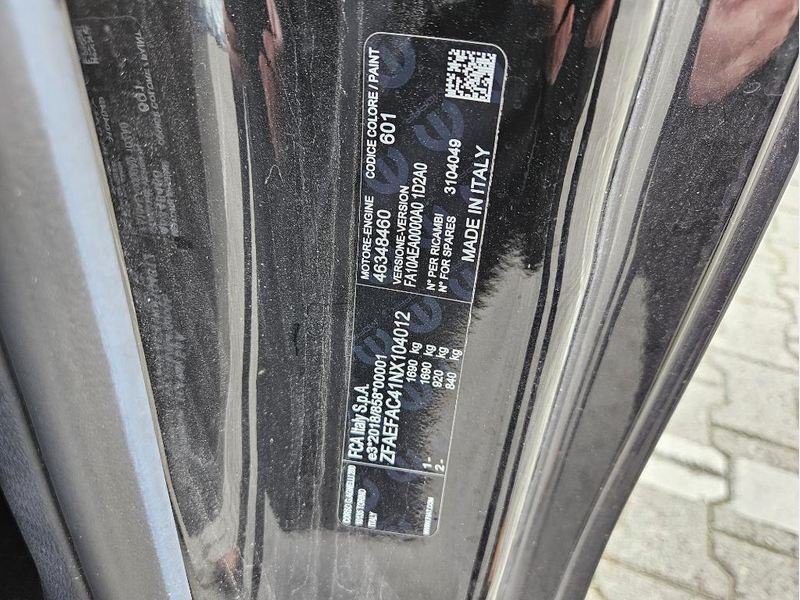 FCA Italy S.p.A.
e3*2018/858*00001
ZFAEFAC41NX104012
1690 kg
1690 kg
1- 920 kg
2- 840 kg
MOTORE-ENGINE
46348460
CODICE COLORE / PAINT
601
VERSIONE-VERSION
FA10AEA0000A0 1D2A0
N° PER RICAMBI
N° FOR SPARES
3104049
MADE IN ITALY